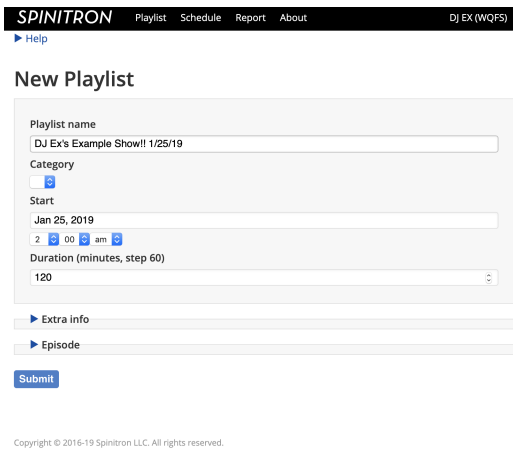 SPINITRON Playlist Schedule Report About DJ EX (WQFS)
Help
New Playlist
Playlist name
DJ Ex's Example Show!! 1/25/19
Category
Start
Jan 25, 2019
2 00 am
Duration (minutes, step 60)
120
Extra info
Episode
Submit
Copyright © 2016-19 Spinitron LLC. All rights reserved.